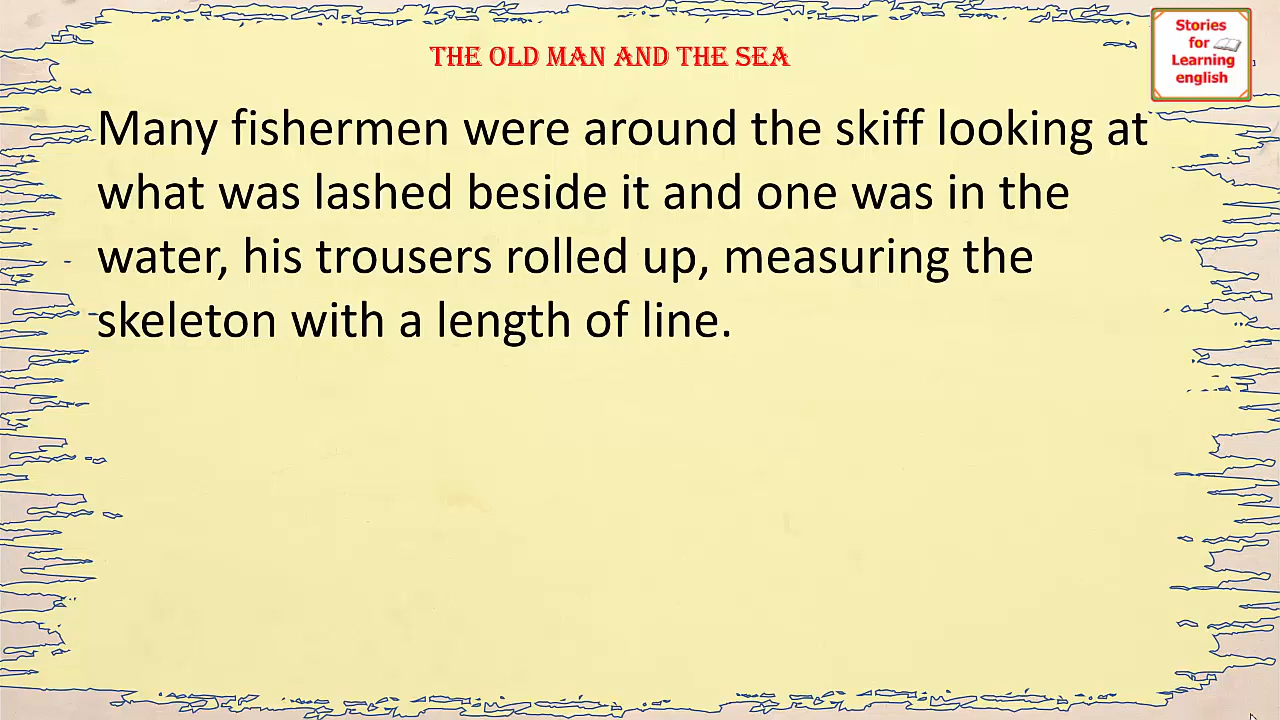 THE OLD MAN AND THE SEA
Stories
for
Learning
english
Many fishermen were around the skiff looking at
what was lashed beside it and one was in the
water, his trousers rolled up, measuring the
skeleton with a length of line.